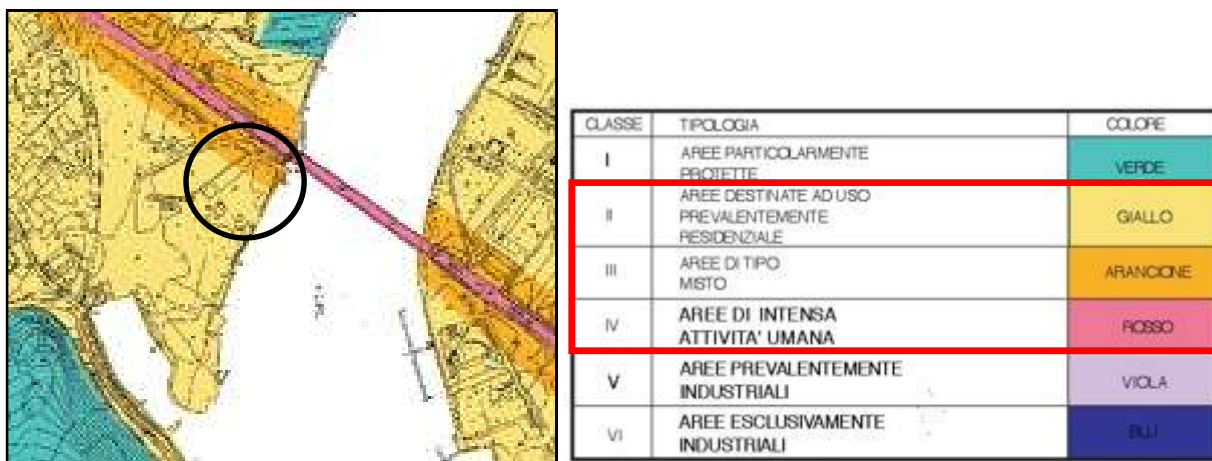 CLASSE TIPOLOGIA COLORE
I AREE PARTICOLARMENTE
PROTETTE VERDE
II AREE DESTINATE AD USO
PREVALENTEMENTE GIALLO
RESIDENZIALE
III AREE DI TIPO
MISTO ARANCIONE
IV AREE DI INTENSA
ATTIVITA' UMANA ROSSO
V AREE PREVALENTEMENTE
INDUSTRIALI VIOLA
VI AREE ESCLUSIVAMENTE
INDUSTRIALI BLU